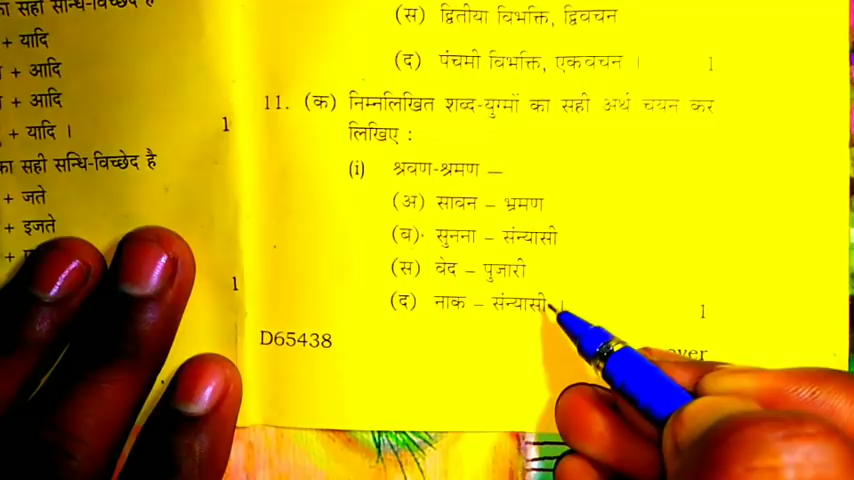 का सही सन्धि-विच्छेद है
+ यादि
+ आदि
+ आदि
+ यादि ।
1
का सही सन्धि-विच्छेद है
+ जते
+ इजते
+
1
(स) द्वितीया विभक्ति, द्विवचन
(द) पंचमी विभक्ति, एकवचन । 1
11. (क) निम्नलिखित शब्द-युग्मों का सही अर्थ चयन कर
लिखिए :
(i) श्रवण-श्रमण —
(अ) सावन – भ्रमण
(ब) सुनना – संन्यासी
(स) वेद – पुजारी
(द) नाक – संन्यासी । 1
D65438
over